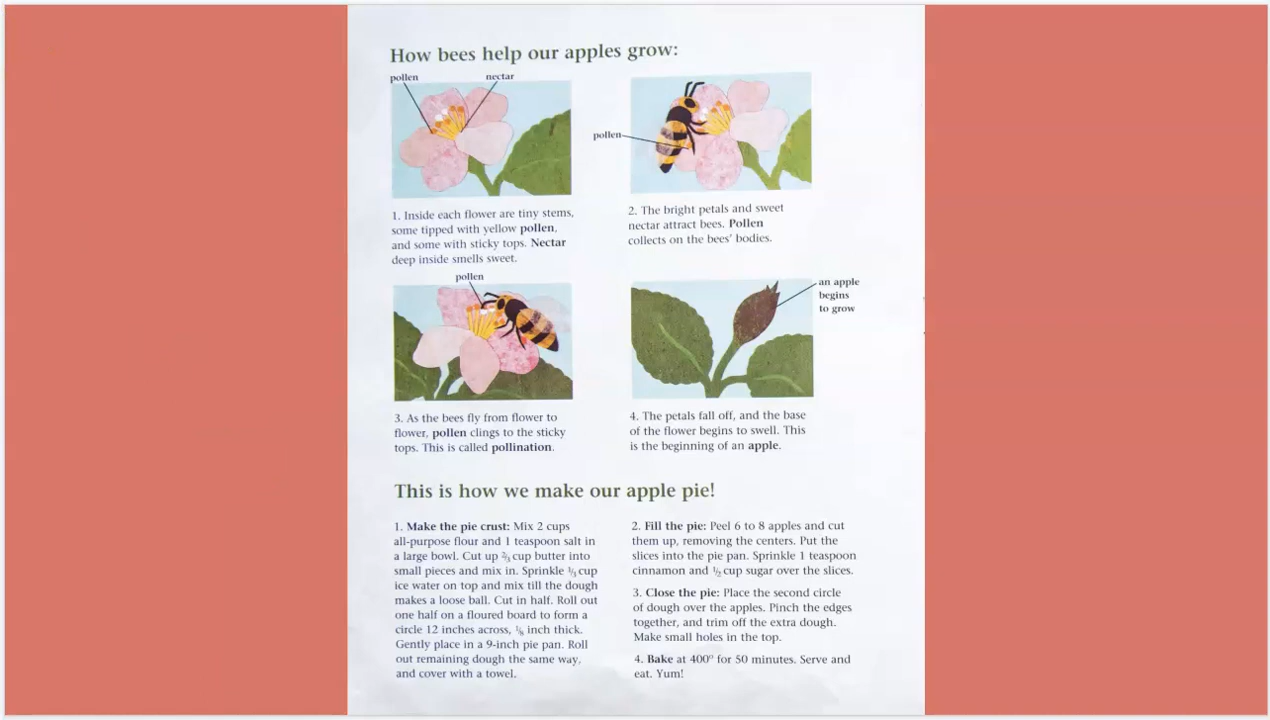 How bees help our apples grow:
pollen
nectar
pollen
1. Inside each flower are tiny stems,
some tipped with yellow pollen,
and some with sticky tops. Nectar
deep inside smells sweet.
2. The bright petals and sweet
nectar attract bees. Pollen
collects on the bees' bodies.
pollen
an apple
begins
to grow
3. As the bees fly from flower to
flower, pollen clings to the sticky
tops. This is called pollination.
4. The petals fall off, and the base
of the flower begins to swell. This
is the beginning of an apple.
This is how we make our apple pie!
1. Make the pie crust: Mix 2 cups
all-purpose flour and 1 teaspoon salt in
a large bowl. Cut up 2/3 cup butter into
small pieces and mix in. Sprinkle 1/3 cup
ice water on top and mix till the dough
makes a loose ball. Cut in half. Roll out
one half on a floured board to form a
circle 12 inches across, 1/8 inch thick.
Gently place in a 9-inch pie pan. Roll
out remaining dough the same way,
and cover with a towel.
2. Fill the pie: Peel 6 to 8 apples and cut
them up, removing the centers. Put the
slices into the pie pan. Sprinkle 1 teaspoon
cinnamon and 1/2 cup sugar over the slices.
3. Close the pie: Place the second circle
of dough over the apples. Pinch the edges
together, and trim off the extra dough.
Make small holes in the top.
4. Bake at 400° for 50 minutes. Serve and
eat. Yum!